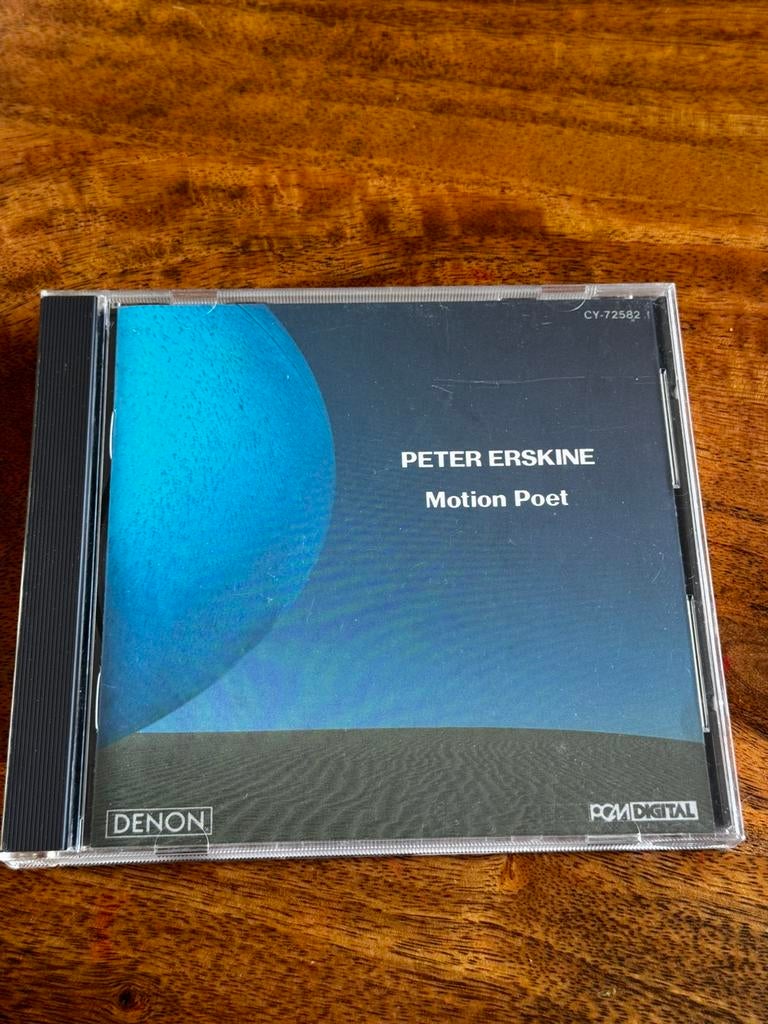 CY-72582
PETER ERSKINE
Motion Poet
DENON
PCM DIGITAL